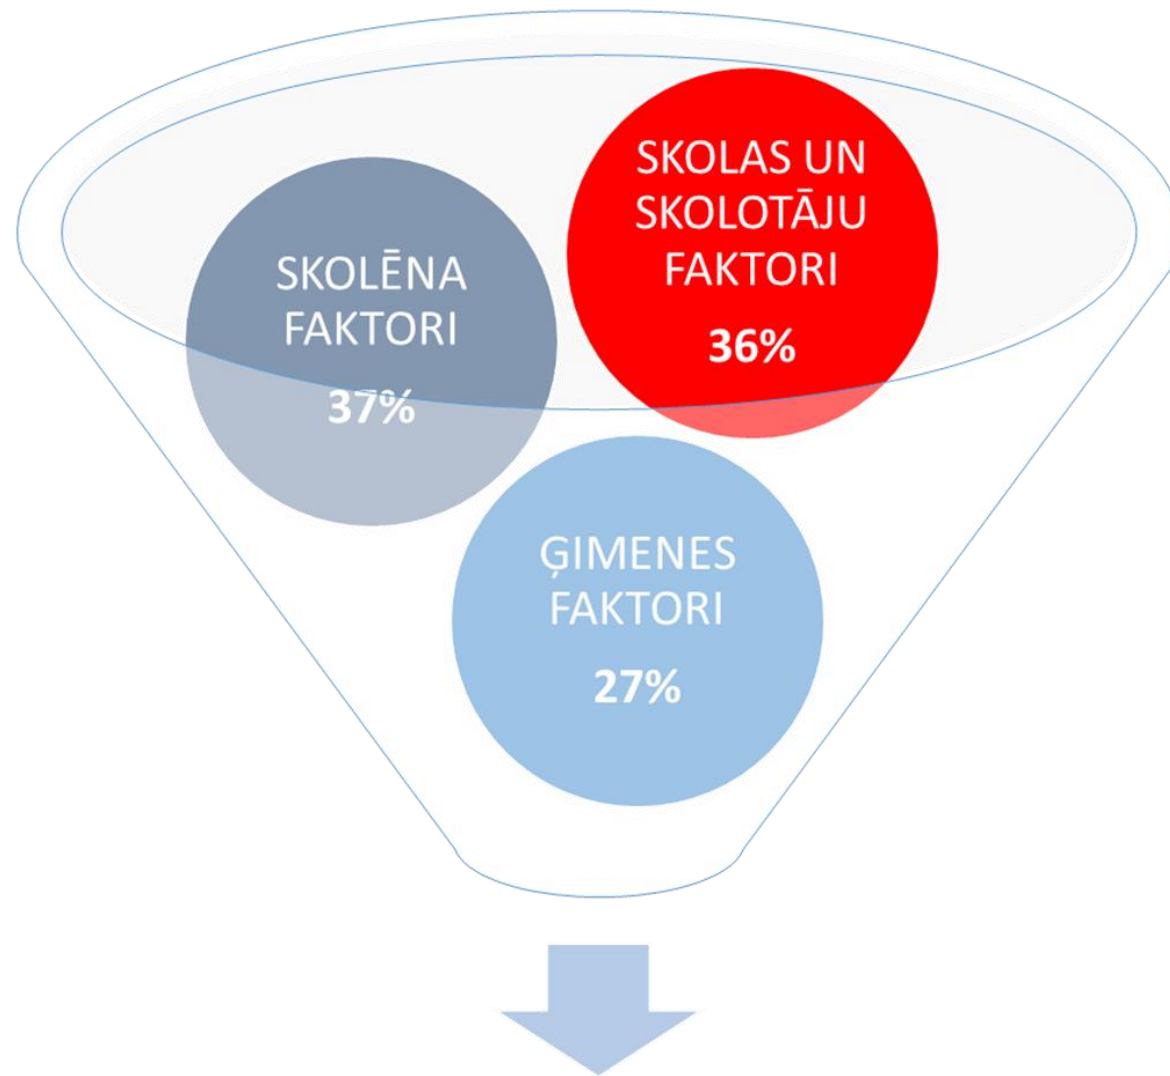 SKOLĒNA
FAKTORI
37%
SKOLAS UN
SKOLOTĀJU
FAKTORI
36%
ĢIMENES
FAKTORI
27%